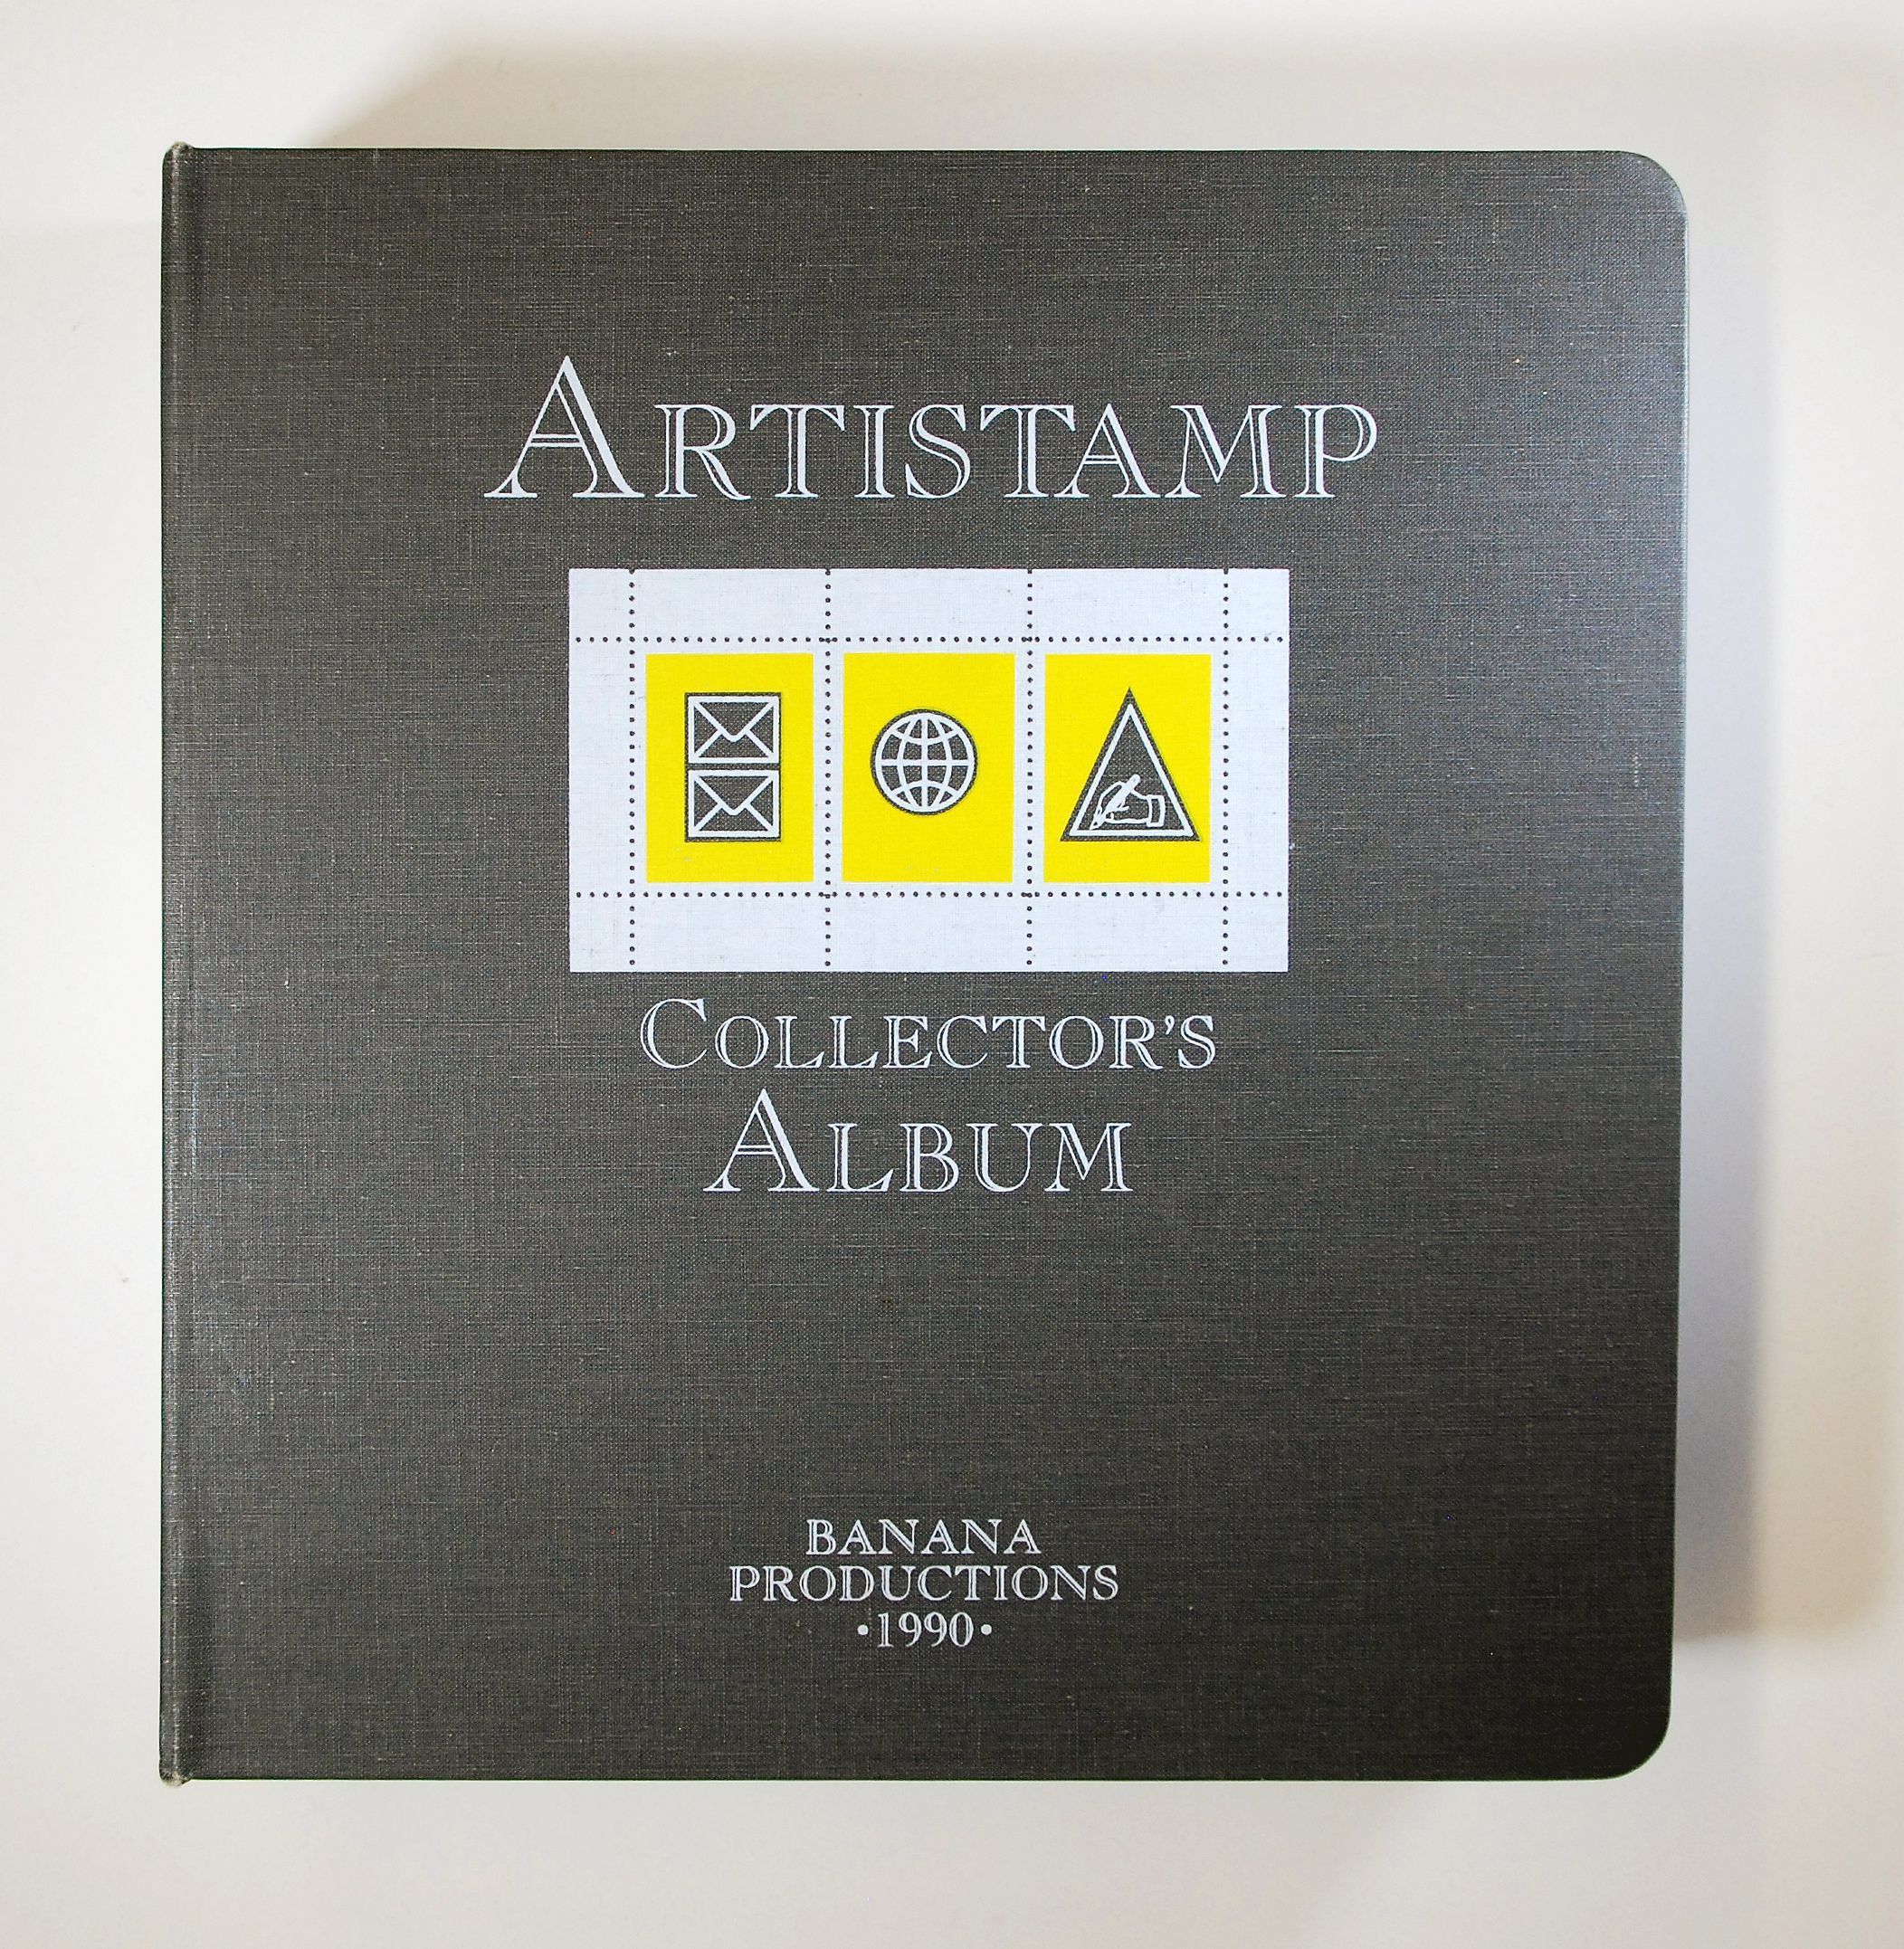 ARTISTAMP
COLLECTOR'S
ALBUM
BANANA
PRODUCTIONS
•1990•